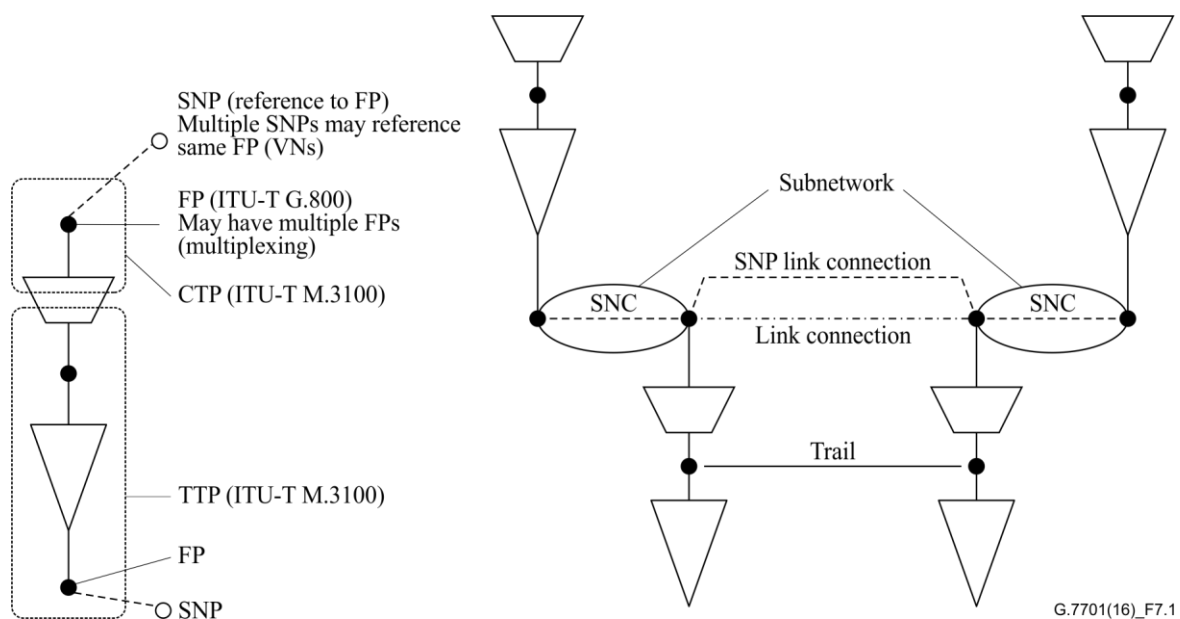 SNP (reference to FP)
Multiple SNPs may reference
same FP (VNs)
FP (ITU-T G.800)
May have multiple FPs
(multiplexing)
CTP (ITU-T M.3100)
TTP (ITU-T M.3100)
FP
SNP
Subnetwork
SNP link connection
SNC
SNC
Link connection
Trail
G.7701(16)_F7.1